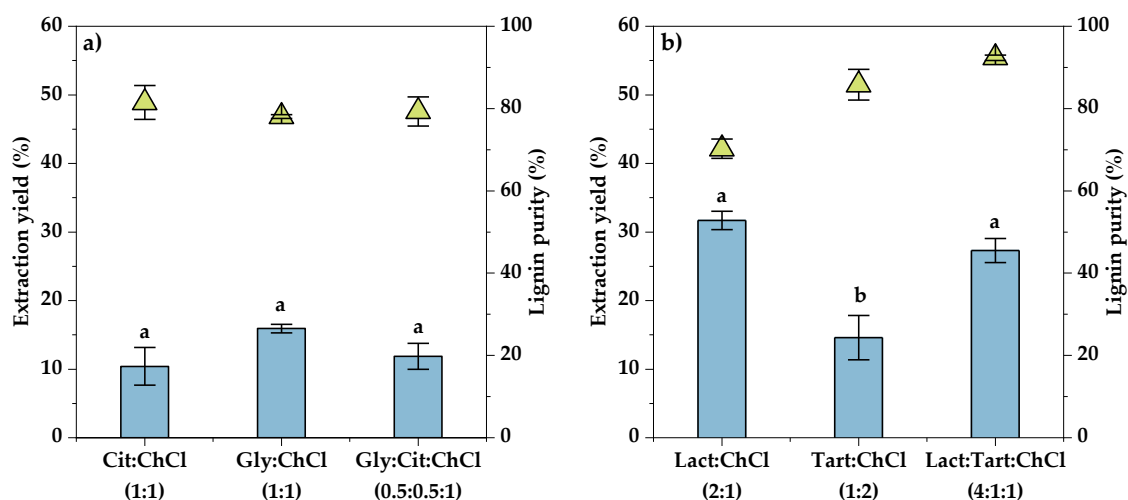 a)
Extraction yield (%)
60
50
40
30
20
10
0
a
a
a
100
80
60
40
20
0
Lignin purity (%)
Cit:ChCl
(1:1)
Gly:ChCl
(1:1)
Gly:Cit:ChCl
(0.5:0.5:1)
b)
Extraction yield (%)
60
50
40
30
20
10
0
a
b
a
100
80
60
40
20
0
Lignin purity (%)
Lact:ChCl
(2:1)
Tart:ChCl
(1:2)
Lact:Tart:ChCl
(4:1:1)